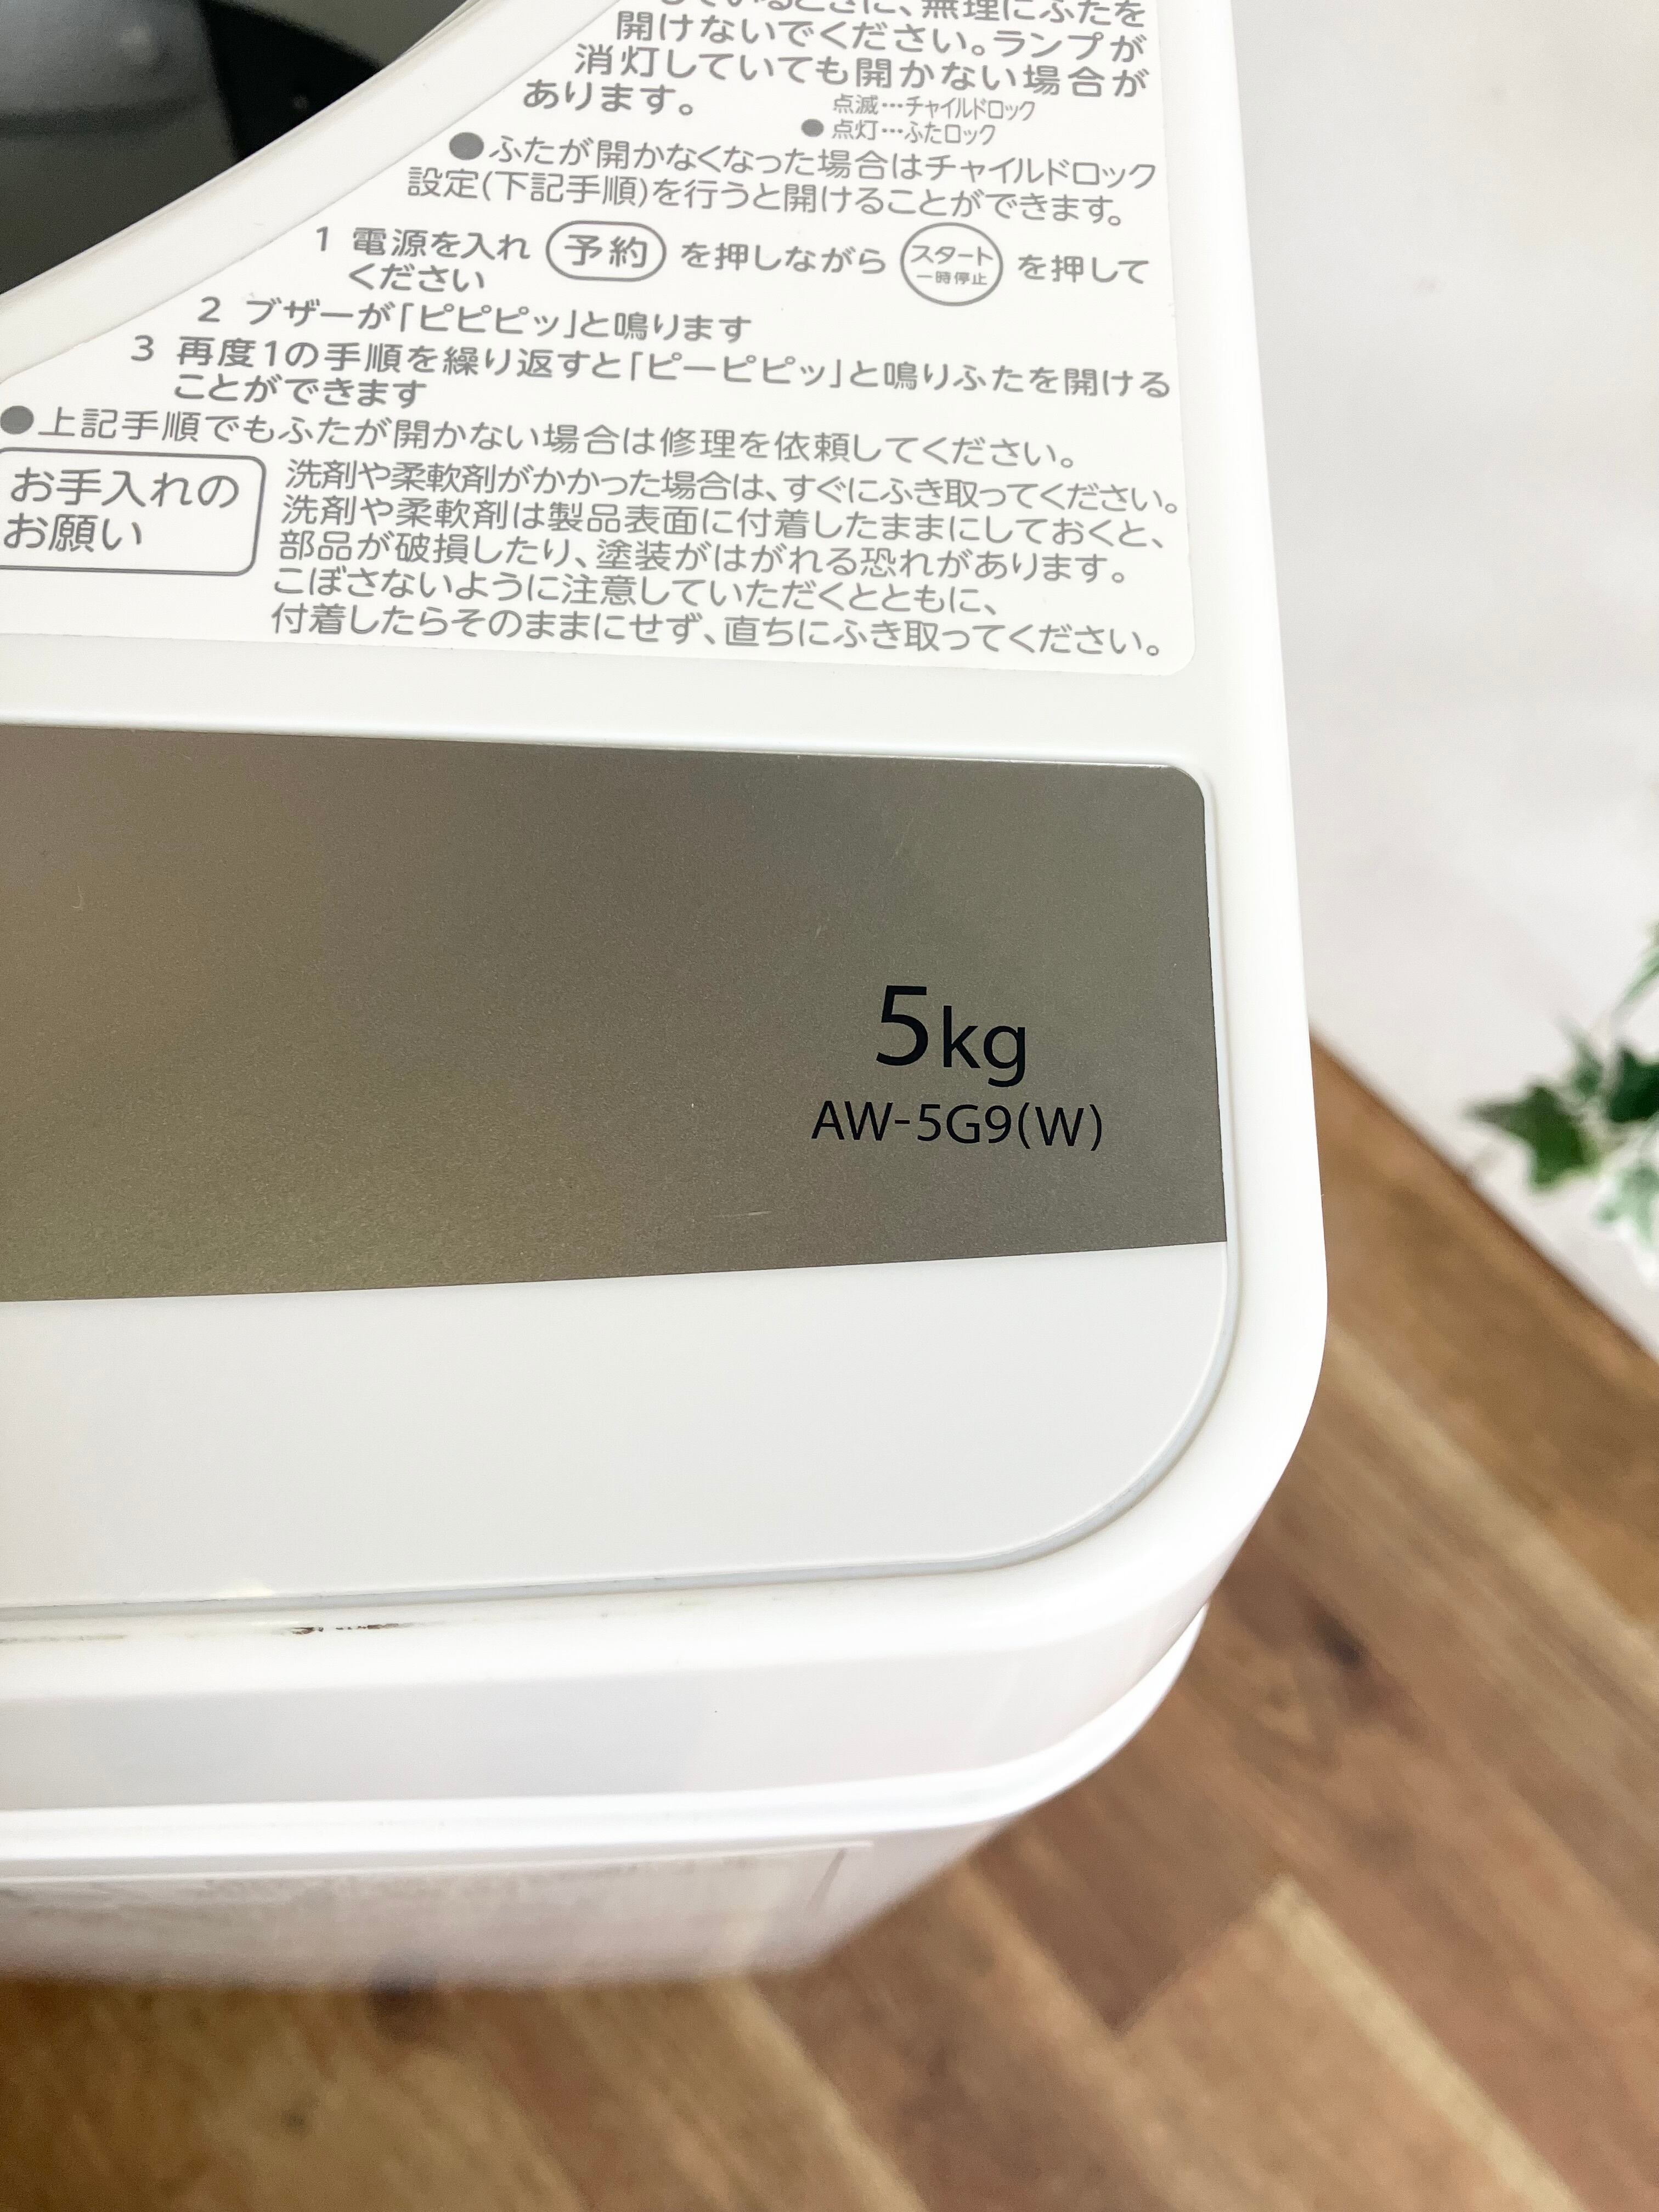 しているときに、無理にふたを
開けないでください。ランプが
消灯していても開かない場合が
あります。
点滅…チャイルドロック
●点灯…ふたロック
●ふたが開かなくなった場合はチャイルドロック
設定(下記手順)を行うと開けることができます。
1 電源を入れ 予約 を押しながら スタート 一時停止 を押して
ください
2 ブザーが「ピピピッ」と鳴ります
3 再度1の手順を繰り返すと「ピーピピッ」と鳴りふたを開ける
ことができます
●上記手順でもふたが開かない場合は修理を依頼してください。
お手入れの
お願い
洗剤や柔軟剤がかかった場合は、すぐにふき取ってください。
洗剤や柔軟剤は製品表面に付着したままにしておくと、
部品が破損したり、塗装がはがれる恐れがあります。
こぼさないように注意していただくとともに、
付着したらそのままにせず、直ちにふき取ってください。
5kg
AW-5G9(W)